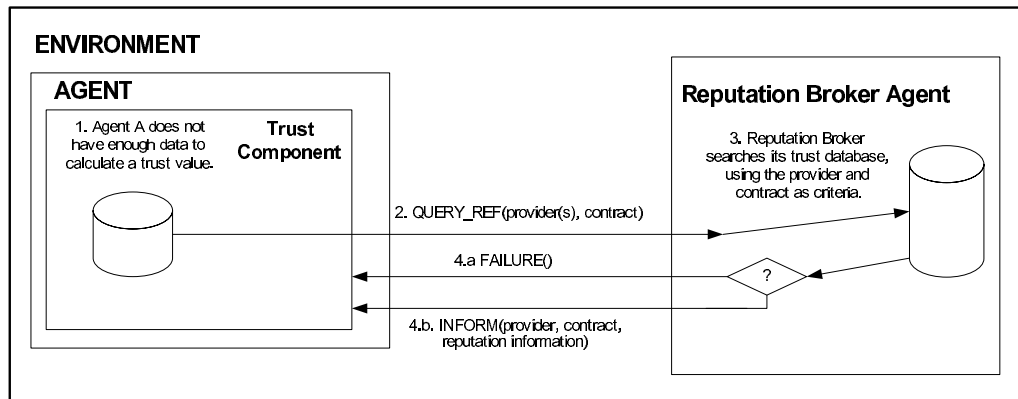 ENVIRONMENT
AGENT
1. Agent A does not
have enough data to
calculate a trust value.
Trust
Component
2. QUERY_REF(provider(s), contract)
4.a FAILURE()
4.b. INFORM(provider, contract,
reputation information)
Reputation Broker Agent
3. Reputation Broker
searches its trust database,
using the provider and
contract as criteria.
?